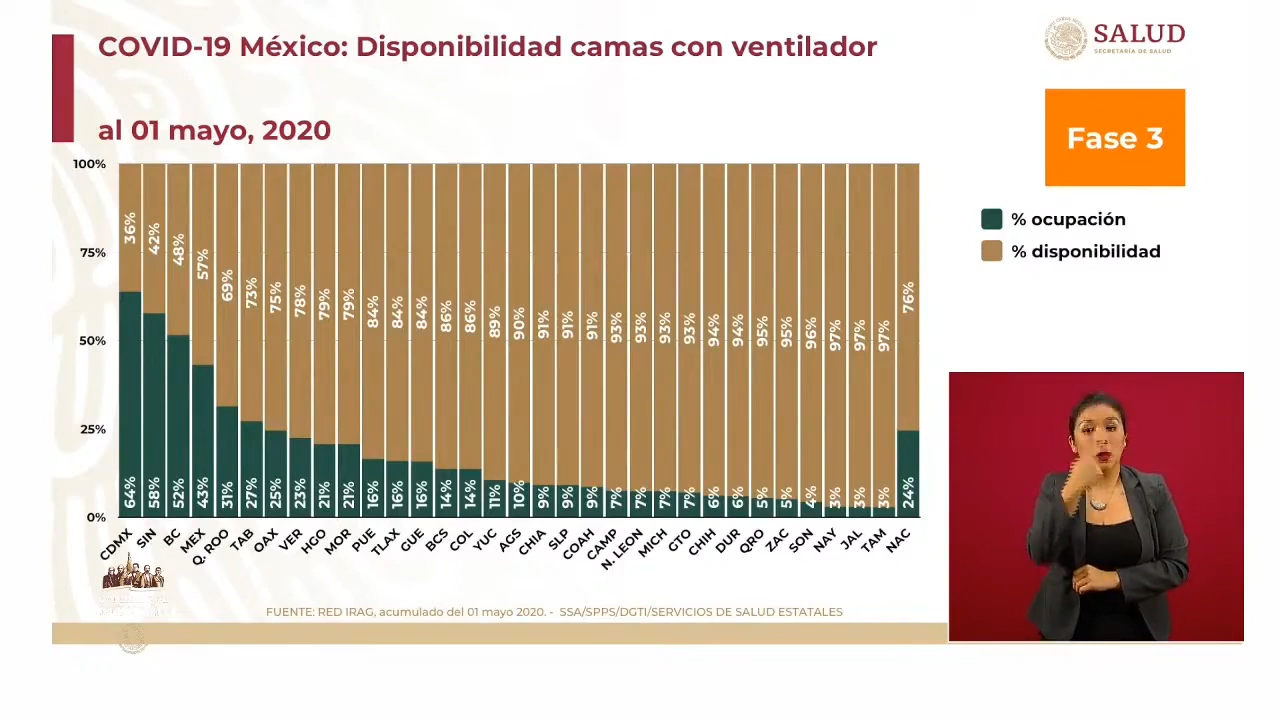 COVID-19 México: Disponibilidad camas con ventilador
al 01 mayo, 2020
SALUD
SECRETARÍA DE SALUD
Fase 3
% ocupación
% disponibilidad
100%
75%
50%
25%
0%
36% 42% 48% 57% 69% 73% 75% 78% 79% 79% 84% 84% 84% 86% 86% 89% 90% 91% 91% 91% 93% 93% 93% 93% 94% 94% 95% 95% 96% 97% 97% 97% 76%
64% 58% 52% 43% 31% 27% 25% 23% 21% 21% 16% 16% 16% 14% 14% 11% 10% 9% 9% 9% 7% 7% 7% 7% 6% 6% 5% 5% 4% 3% 3% 3% 24%
CDMX SIN BC MEX Q. ROO TAB OAX VER HGO MOR PUE TLAX GUE BCS COL YUC AGS CHIA SLP COAH CAMP N. LEON MICH GTO CHIH DUR QRO ZAC SON NAY JAL TAM NAC
FUENTE: RED IRAG, acumulado del 01 mayo 2020. - SSA/SPPS/DGTI/SERVICIOS DE SALUD ESTATALES